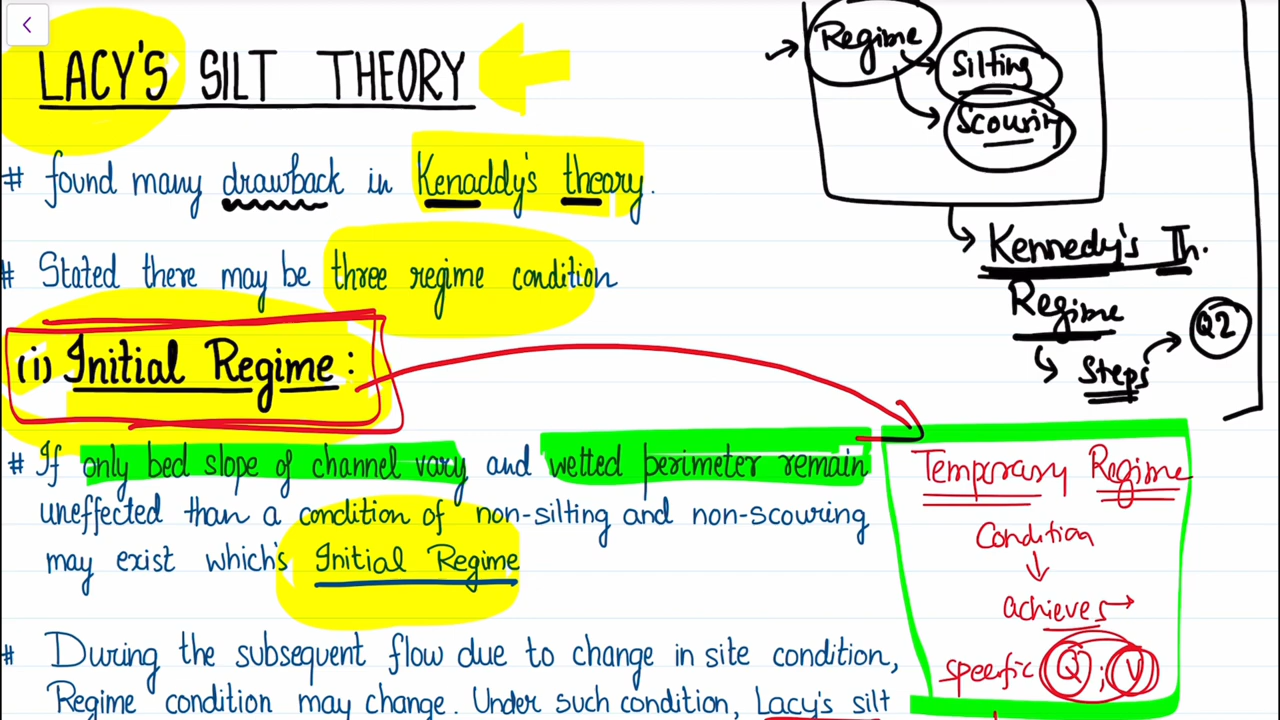 LACY'S SILT THEORY
# found many drawback in Kenaddy's theory.
# Stated there may be three regime condition
(i) Initial Regime:
# If only bed slope of channel vary and wetted perimeter remain
uneffected than a condition of non-silting and non-scouring
may exist which's Initial Regime
# During the subsequent flow due to change in site condition,
Regime condition may change. Under such condition, Lacy's silt
Regime
Silting
Scouring
Kennedy's Th.
Regime
Steps
Q2
Temporary Regime
Condition
achieves
specific Q ; V